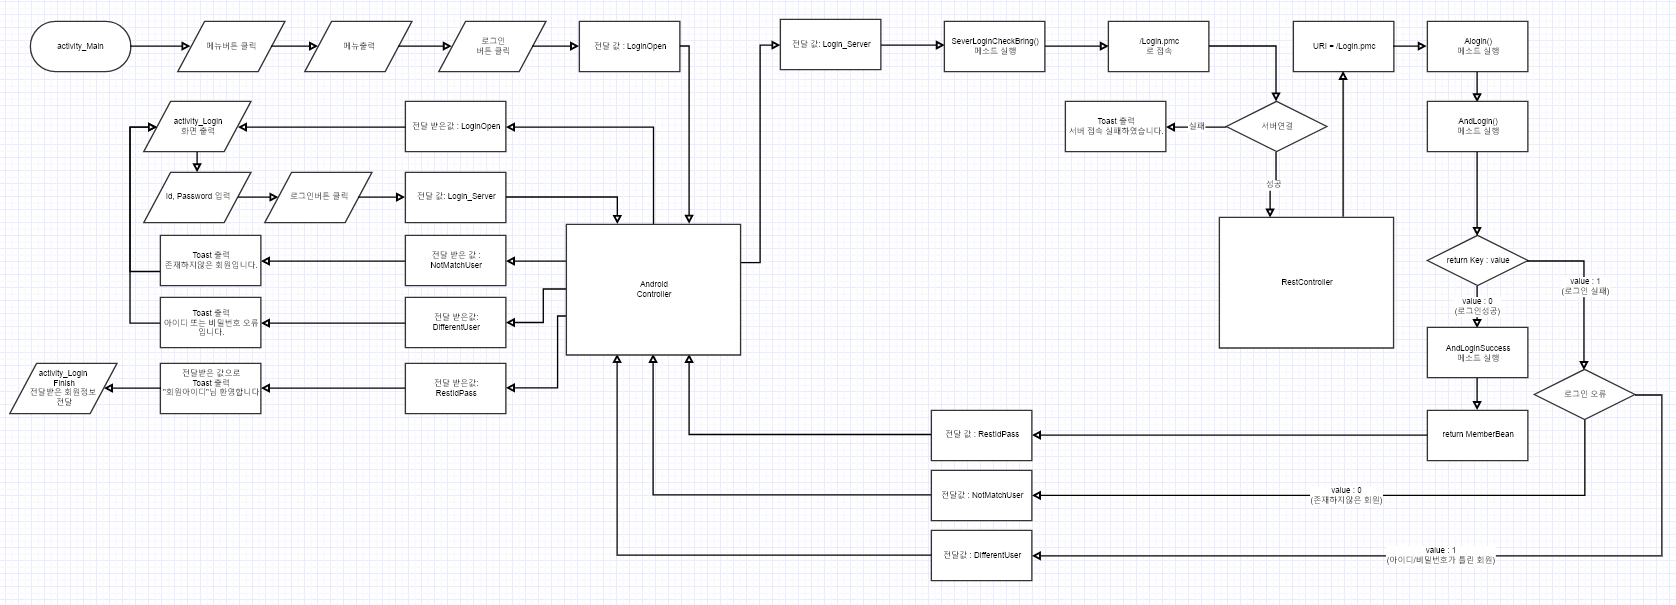 activity_Main
메뉴버튼 클릭
메뉴출력
로그인
버튼 클릭
전달 값 : LoginOpen
전달 값: Login_Server
SeverLoginCheckBring()
메소드 실행
/Login.pmc
로 접속
URI = /Login.pmc
Alogin()
메소드 실행
activity_Login
화면 출력
전달 받은값 : LoginOpen
Toast 출력
서버 접속 실패하였습니다.
실패
서버연결
AndLogin()
메소드 실행
성공
Id, Password 입력
로그인버튼 클릭
전달 값: Login_Server
Toast 출력
존재하지않은 회원입니다.
전달 받은 값 :
NotMatchUser
Android
Controller
RestController
return Key : value
value : 1
(로그인 실패)
value : 0
(로그인성공)
Toast 출력
아이디 또는 비밀번호 오류
입니다.
전달 받은값:
DifferentUser
AndLoginSuccess
메소드 실행
activity_Login
Finish
전달받은 회원정보
전달
전달받은 값으로
Toast 출력
"회원아이디"님 환영합니다
전달 받은값:
RestIdPass
로그인 오류
전달 값 : RestIdPass
return MemberBean
전달값 : NotMatchUser
value : 0
(존재하지않은 회원)
전달값 : DifferentUser
value : 1
(아이디/비밀번호가 틀린 회원)